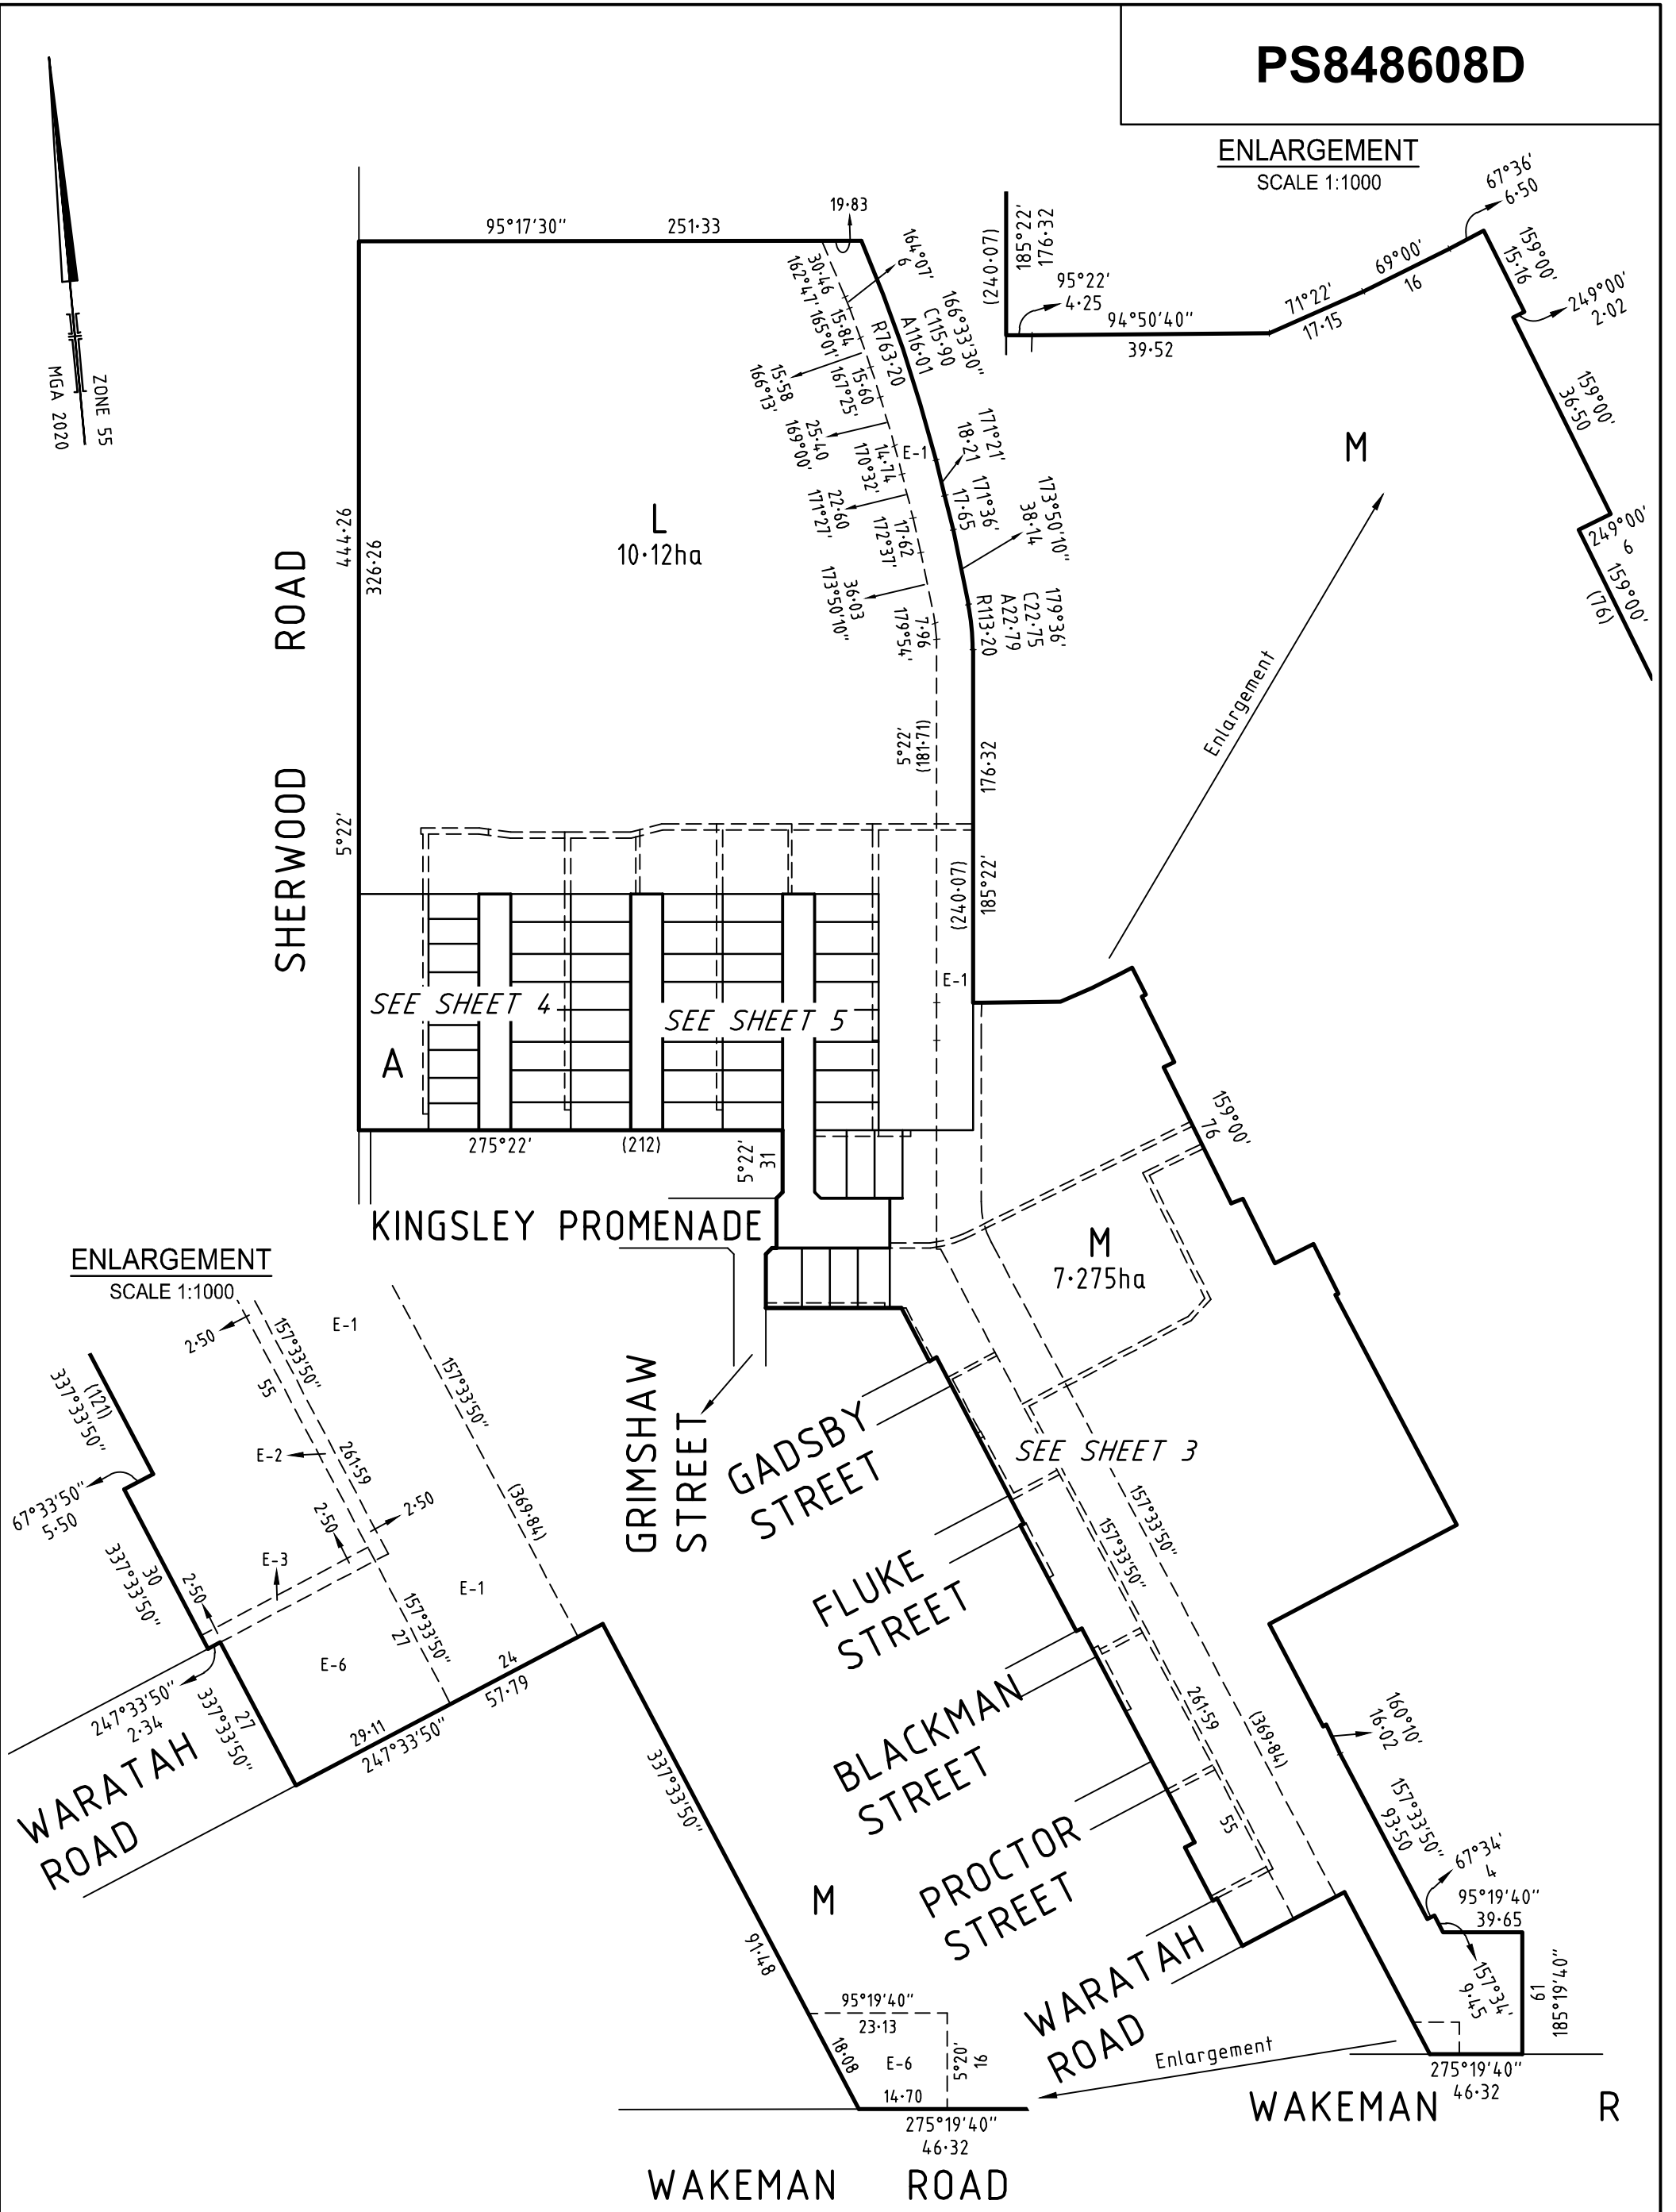 PS848608D
ENLARGEMENT
SCALE 1:1000
ZONE 55
MGA 2020
95°17'30"
251·33
19·83
164°07'
6
30·46
162°47'
15·84
165°01'
166°33'30"
C115·90
A116·01
R763·20
15·58
166°13'
15·60
167°25'
25·40
169°00'
14·74
170°32'
E-1
171°21'
18·21
22·60
171°27'
171°36'
17·65
17·62
172°37'
173°50'10"
38·14
36·03
173°50'10"
7·96
179°54'
179°36'
C22·75
A22·79
R113·20
(240·07)
185°22'
176·32
95°22'
4·25
94°50'40"
39·52
71°22'
17·15
69°00'
16
67°36'
6·50
159°00'
15·16
249°00'
2·02
159°00'
36·50
249°00'
6
159°00'
(76)
M
Enlargement
L
10·12ha
444·26
326·26
5°22'
SHERWOOD ROAD
5°22'
(181·71)
176·32
(240·07)
185°22'
E-1
SEE SHEET 4
SEE SHEET 5
A
275°22'
(212)
5°22'
31
159°00'
76
KINGSLEY PROMENADE
M
7·275ha
ENLARGEMENT
SCALE 1:1000
2·50
157°33'50"
55
E-1
157°33'50"
(121)
337°33'50"
E-2
261·59
2·50
2·50
(369·84)
67°33'50"
5·50
30
337°33'50"
E-3
2·50
E-1
157°33'50"
27
E-6
24
57·79
29·11
247°33'50"
247°33'50"
2·34
27
337°33'50"
WARATAH
ROAD
GRIMSHAW
STREET
GADSBY
STREET
SEE SHEET 3
FLUKE
STREET
157°33'50"
157°33'50"
BLACKMAN
STREET
261·59
(369·84)
160°10'
16·02
PROCTOR
STREET
55
157°33'50"
93·50
67°34'
4
95°19'40"
39·65
157°34'
9·45
61
185°19'40"
WARATAH
ROAD
337°33'50"
91·48
M
95°19'40"
23·13
18·08
E-6
5°20'
16
14·70
275°19'40"
46·32
Enlargement
275°19'40"
46·32
WAKEMAN R
WAKEMAN ROAD